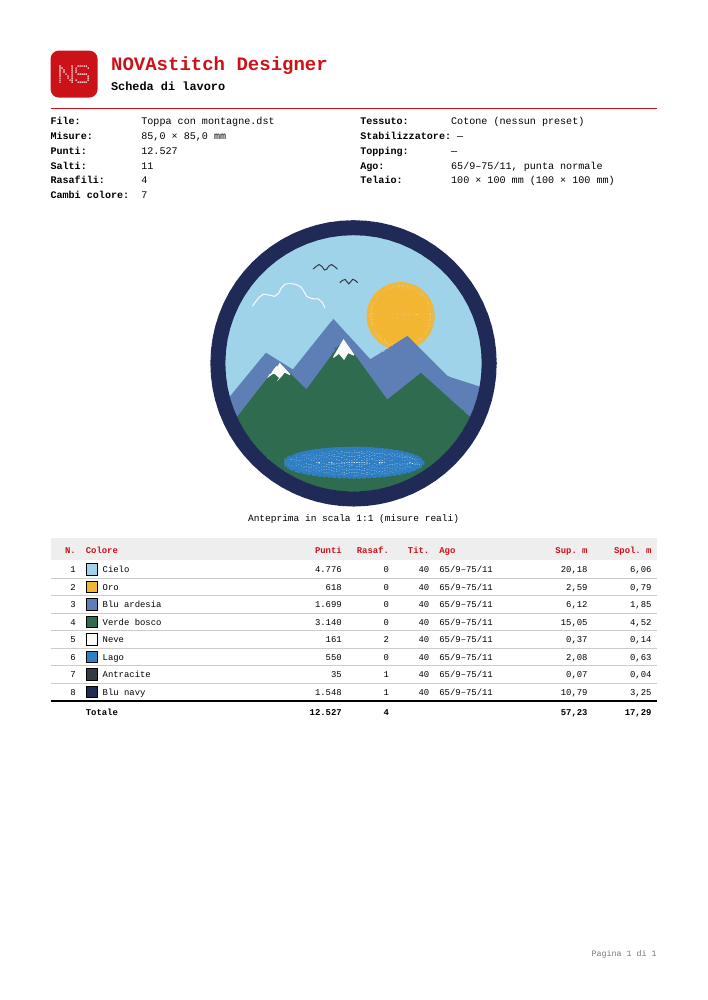 NS
NOVAstitch Designer
Scheda di lavoro
File: Toppa con montagne.dst Tessuto: Cotone (nessun preset)
Misure: 85,0 × 85,0 mm Stabilizzatore: —
Punti: 12.527 Topping: —
Salti: 11 Ago: 65/9–75/11, punta normale
Rasafili: 4 Telaio: 100 × 100 mm (100 × 100 mm)
Cambi colore: 7
Anteprima in scala 1:1 (misure reali)
N. Colore Punti Rasaf. Tit. Ago Sup. m Spol. m
1 Cielo 4.776 0 40 65/9–75/11 20,18 6,06
2 Oro 618 0 40 65/9–75/11 2,59 0,79
3 Blu ardesia 1.699 0 40 65/9–75/11 6,12 1,85
4 Verde bosco 3.140 0 40 65/9–75/11 15,05 4,52
5 Neve 161 2 40 65/9–75/11 0,37 0,14
6 Lago 550 0 40 65/9–75/11 2,08 0,63
7 Antracite 35 1 40 65/9–75/11 0,07 0,04
8 Blu navy 1.548 1 40 65/9–75/11 10,79 3,25
Totale 12.527 4 57,23 17,29
Pagina 1 di 1